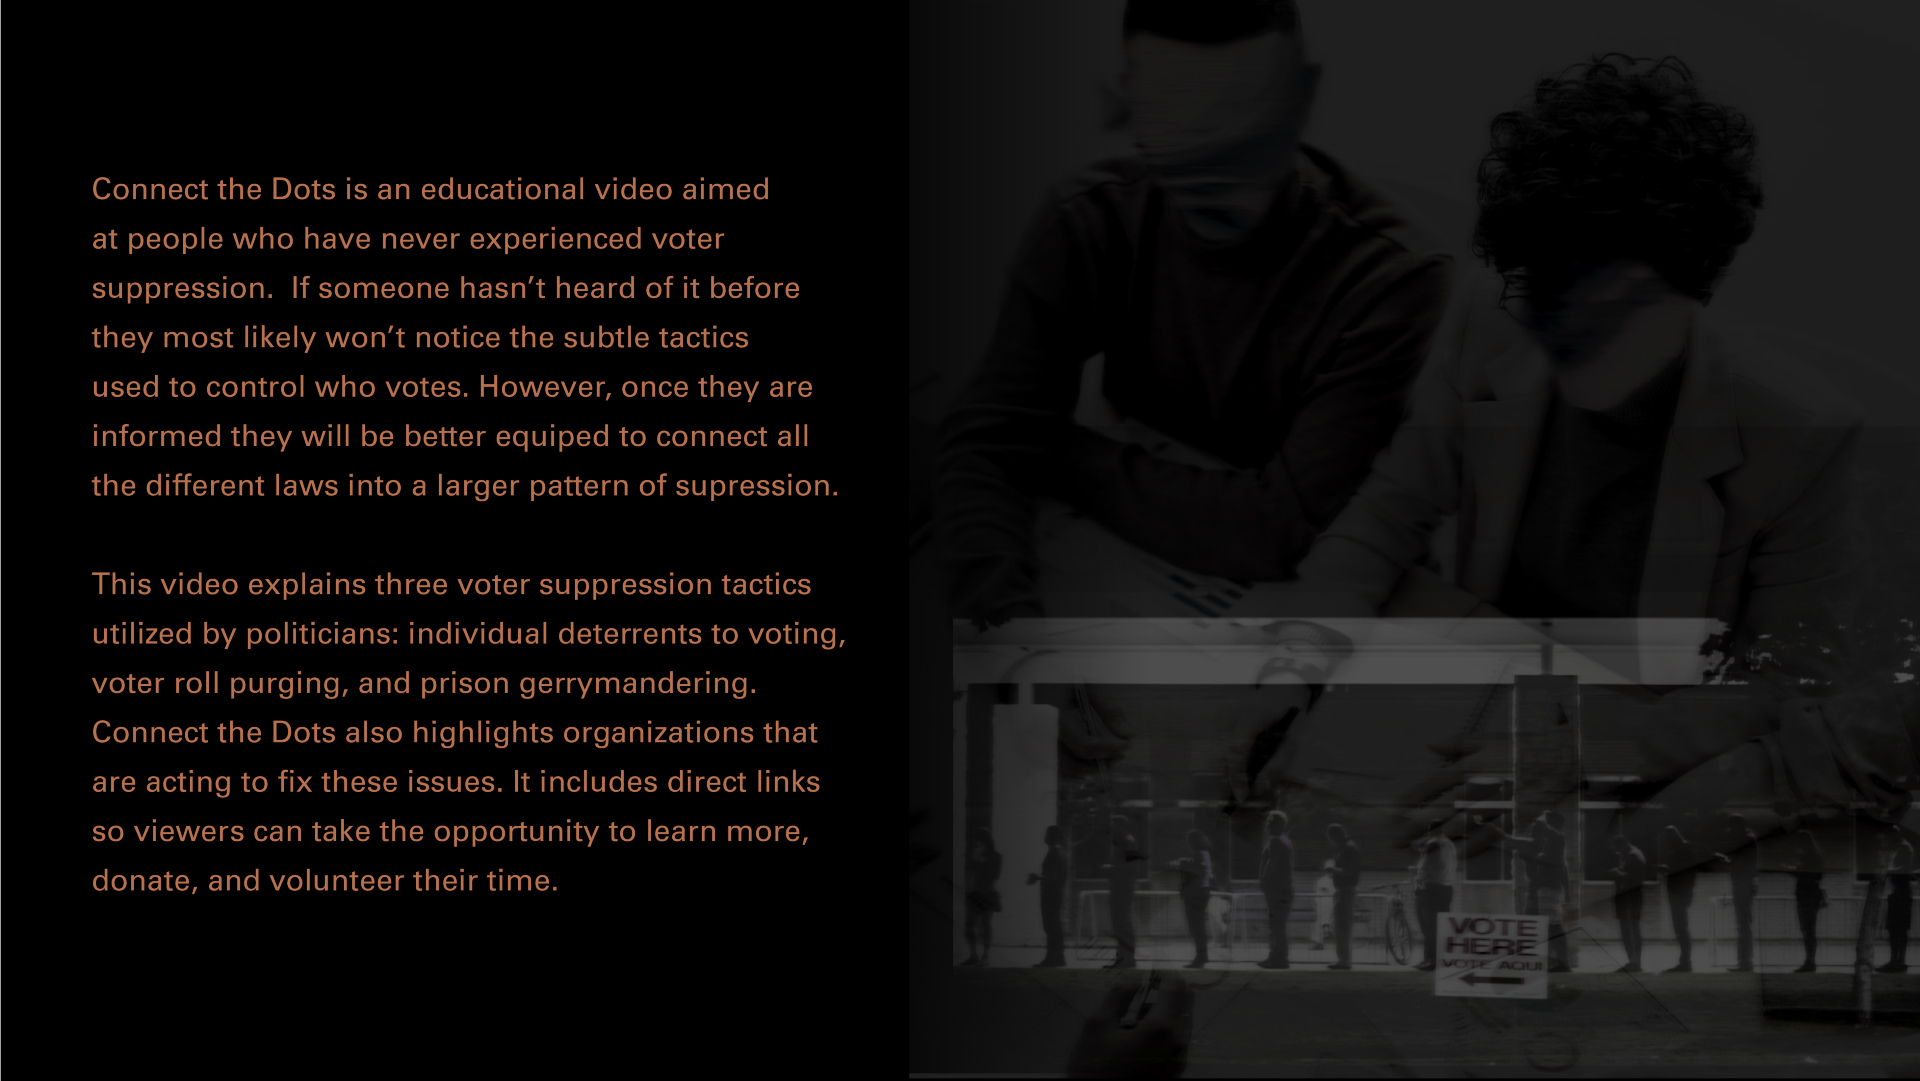 Connect the Dots is an educational video aimed
at people who have never experienced voter
suppression.  If someone hasn’t heard of it before
they most likely won’t notice the subtle tactics
used to control who votes. However, once they are
informed they will be better equiped to connect all
the different laws into a larger pattern of supression.
This video explains three voter suppression tactics
utilized by politicians: individual deterrents to voting,
voter roll purging, and prison gerrymandering.
Connect the Dots also highlights organizations that
are acting to fix these issues. It includes direct links
so viewers can take the opportunity to learn more,
donate, and volunteer their time.
VOTE
HERE
VOTE AQUI